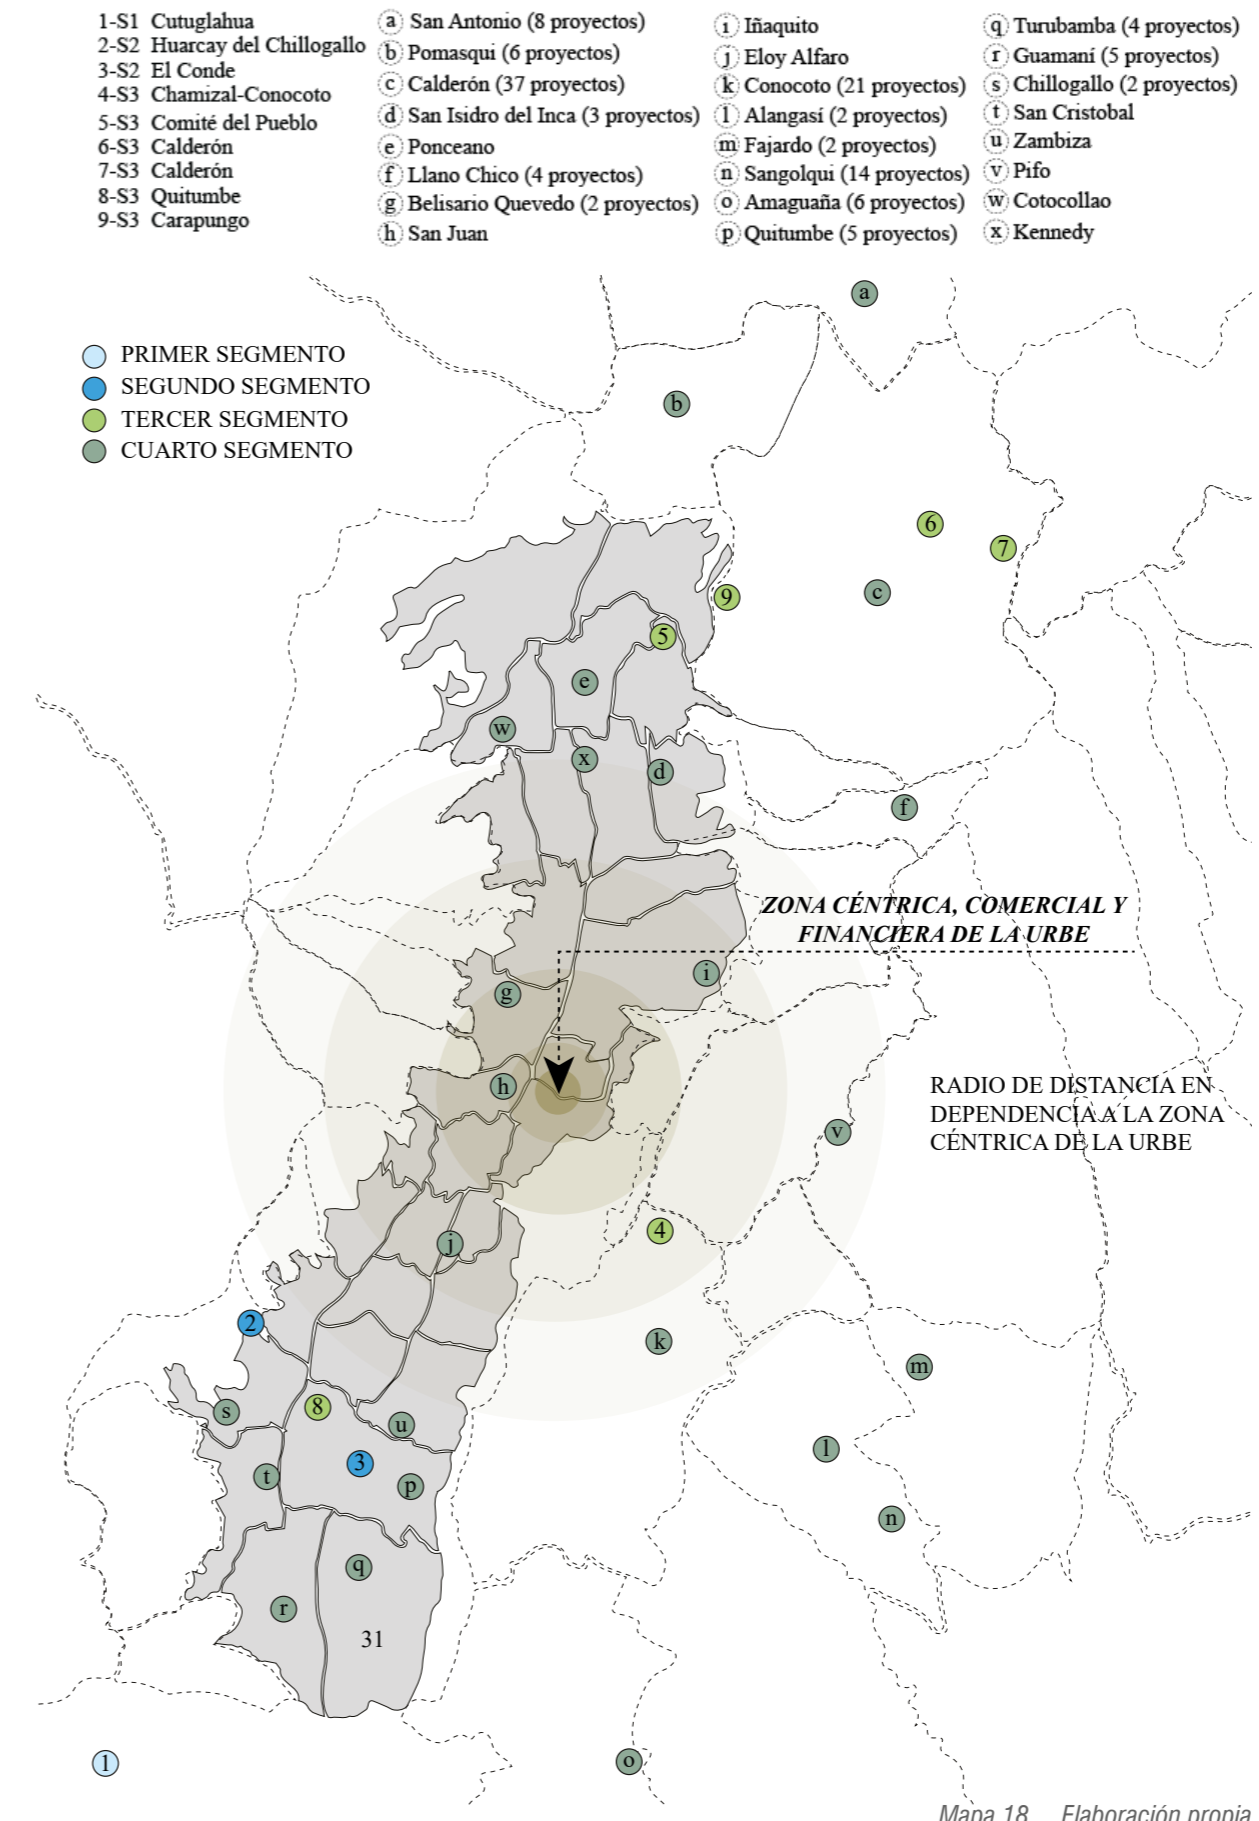 1-S1 Cutuglahua
2-S2 Huarcay del Chillogallo
3-S2 El Conde
4-S3 Chamizal-Conocoto
5-S3 Comité del Pueblo
6-S3 Calderón
7-S3 Calderón
8-S3 Quitumbe
9-S3 Carapungo
a San Antonio (8 proyectos)
b Pomasqui (6 proyectos)
c Calderón (37 proyectos)
d San Isidro del Inca (3 proyectos)
e Ponceano
f Llano Chico (4 proyectos)
g Belisario Quevedo (2 proyectos)
h San Juan
i Iñaquito
j Eloy Alfaro
k Conocoto (21 proyectos)
l Alangasí (2 proyectos)
m Fajardo (2 proyectos)
n Sangolqui (14 proyectos)
o Amaguaña (6 proyectos)
p Quitumbe (5 proyectos)
q Turubamba (4 proyectos)
r Guamaní (5 proyectos)
s Chillogallo (2 proyectos)
t San Cristobal
u Zambiza
v Pifo
w Cotocollao
x Kennedy
PRIMER SEGMENTO
SEGUNDO SEGMENTO
TERCER SEGMENTO
CUARTO SEGMENTO
a
b
6
7
c
9
5
e
w
x
d
f
ZONA CÉNTRICA, COMERCIAL Y
FINANCIERA DE LA URBE
i
g
h
RADIO DE DISTANCIA EN
DEPENDENCIA A LA ZONA
CÉNTRICA DE LA URBE
v
4
j
2
k
m
s
8
u
l
3
t
p
n
q
r
31
1
o
Mapa 18 Elaboración propia